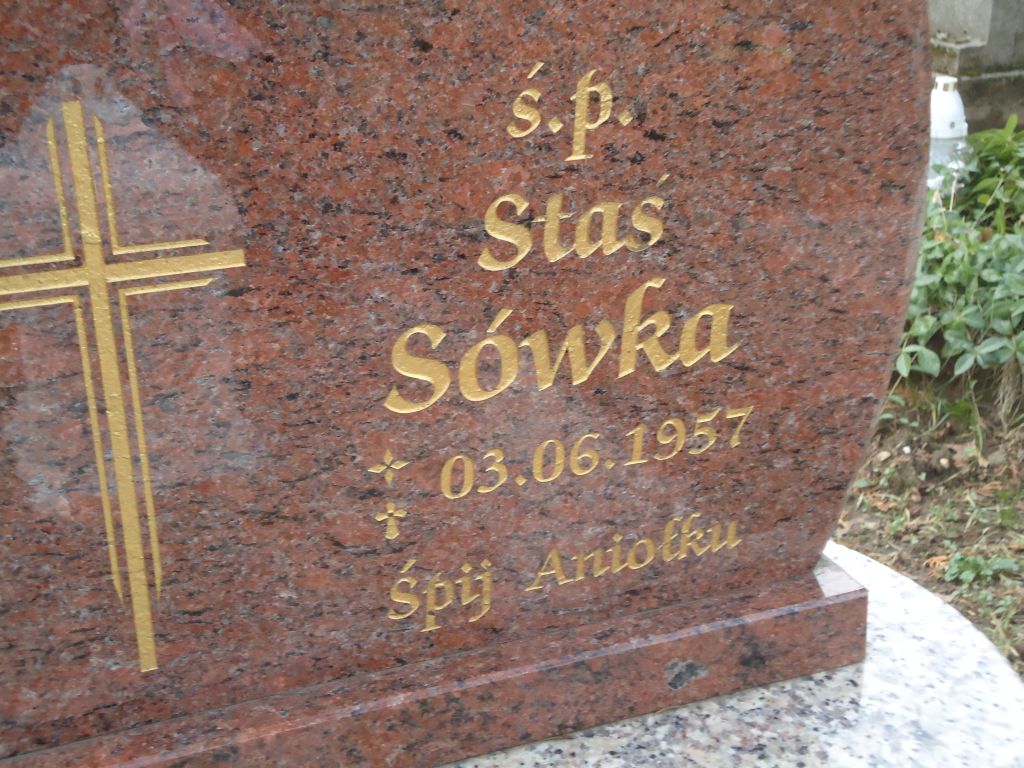 ś.p.
Staś
Sówka
03.06.1957
Śpij Aniołku